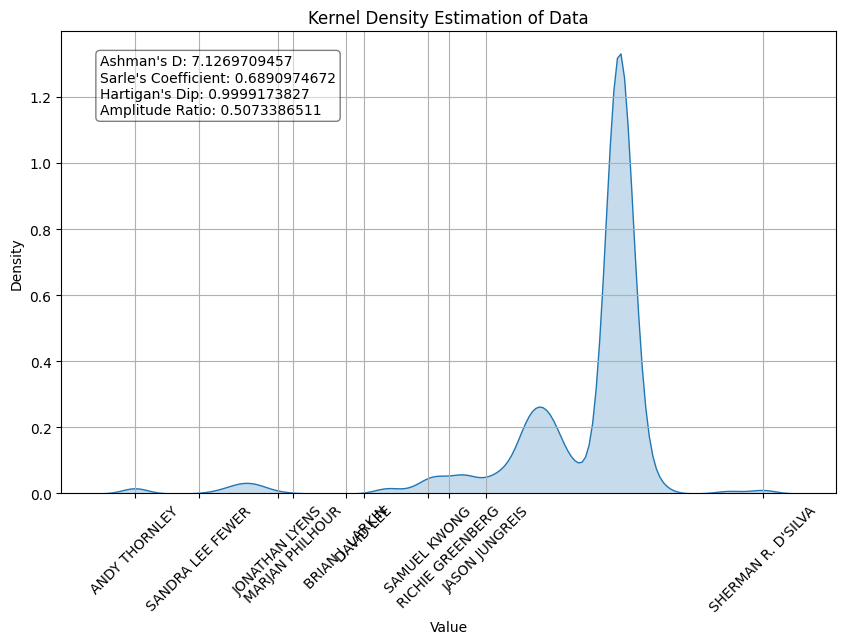 Kernel Density Estimation of Data
Ashman's D: 7.1269709457
Sarle's Coefficient: 0.6890974672
Hartigan's Dip: 0.9999173827
Amplitude Ratio: 0.5073386511
Density
1.2
1.0
0.8
0.6
0.4
0.2
0.0
ANDY THORNLEY
SANDRA LEE FEWER
JONATHAN LYENS
MARJAN PHILHOUR
BRIAN J. LARKIN
DAVID LEE
SAMUEL KWONG
RICHIE GREENBERG
JASON JUNGREIS
SHERMAN R. D'SILVA
Value